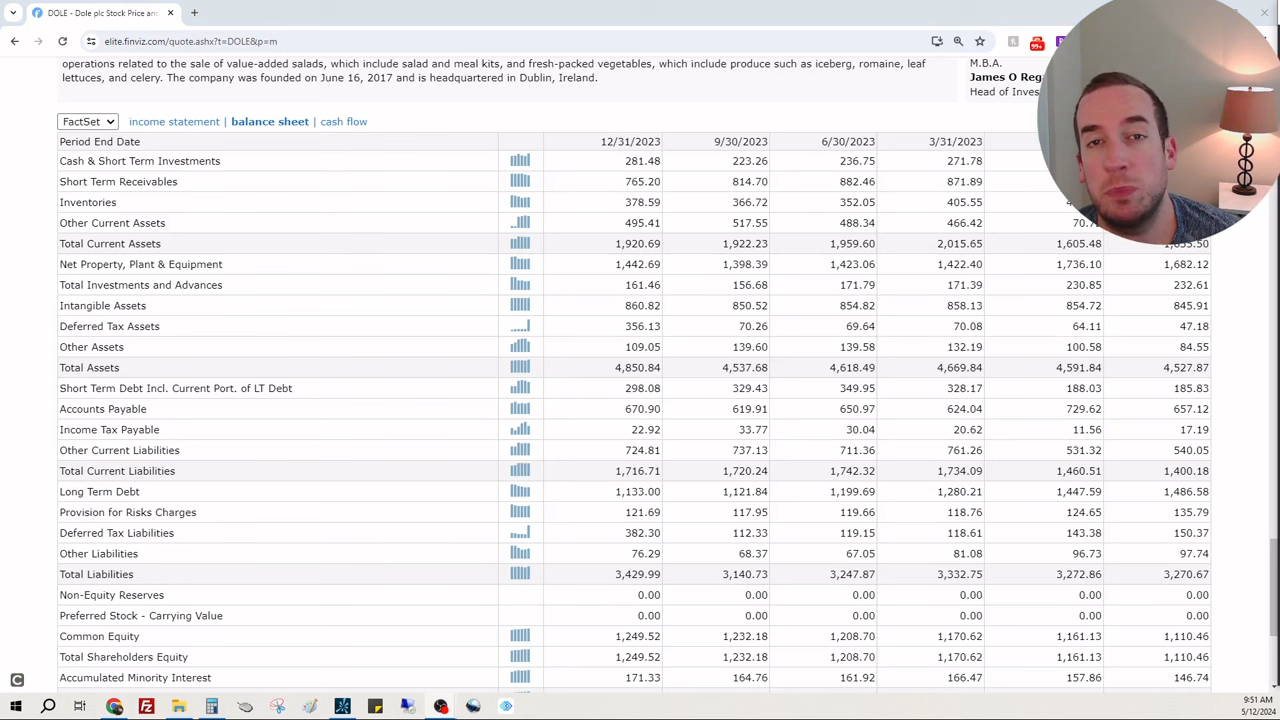 DOLE - Dole plc Stock Price and
elite.finviz.com/quote.ashx?t=DOLE&p=m
99+
operations related to the sale of value-added salads, which include salad and meal kits, and fresh-packed vegetables, which include produce such as iceberg, romaine, leaf
lettuces, and celery. The company was founded on June 16, 2017 and is headquartered in Dublin, Ireland.
M.B.A.
James O Reg
Head of Inves
FactSet income statement | balance sheet | cash flow
Period End Date 12/31/2023 9/30/2023 6/30/2023 3/31/2023
Cash & Short Term Investments 281.48 223.26 236.75 271.78
Short Term Receivables 765.20 814.70 882.46 871.89
Inventories 378.59 366.72 352.05 405.55
Other Current Assets 495.41 517.55 488.34 466.42
Total Current Assets 1,920.69 1,922.23 1,959.60 2,015.65 1,605.48
Net Property, Plant & Equipment 1,442.69 1,398.39 1,423.06 1,422.40 1,736.10 1,682.12
Total Investments and Advances 161.46 156.68 171.79 171.39 230.85 232.61
Intangible Assets 860.82 850.52 854.82 858.13 854.72 845.91
Deferred Tax Assets 356.13 70.26 69.64 70.08 64.11 47.18
Other Assets 109.05 139.60 139.58 132.19 100.58 84.55
Total Assets 4,850.84 4,537.68 4,618.49 4,669.84 4,591.84 4,527.87
Short Term Debt Incl. Current Port. of LT Debt 298.08 329.43 349.95 328.17 188.03 185.83
Accounts Payable 670.90 619.91 650.97 624.04 729.62 657.12
Income Tax Payable 22.92 33.77 30.04 20.62 11.56 17.19
Other Current Liabilities 724.81 737.13 711.36 761.26 531.32 540.05
Total Current Liabilities 1,716.71 1,720.24 1,742.32 1,734.09 1,460.51 1,400.18
Long Term Debt 1,133.00 1,121.84 1,199.69 1,280.21 1,447.59 1,486.58
Provision for Risks Charges 121.69 117.95 119.66 118.76 124.65 135.79
Deferred Tax Liabilities 382.30 112.33 119.15 118.61 143.38 150.37
Other Liabilities 76.29 68.37 67.05 81.08 96.73 97.74
Total Liabilities 3,429.99 3,140.73 3,247.87 3,332.75 3,272.86 3,270.67
Non-Equity Reserves 0.00 0.00 0.00 0.00 0.00 0.00
Preferred Stock - Carrying Value 0.00 0.00 0.00 0.00 0.00 0.00
Common Equity 1,249.52 1,232.18 1,208.70 1,170.62 1,161.13 1,110.46
Total Shareholders Equity 1,249.52 1,232.18 1,208.70 1,170.62 1,161.13 1,110.46
Accumulated Minority Interest 171.33 164.76 161.92 166.47 157.86 146.74
9:51 AM
5/12/2024